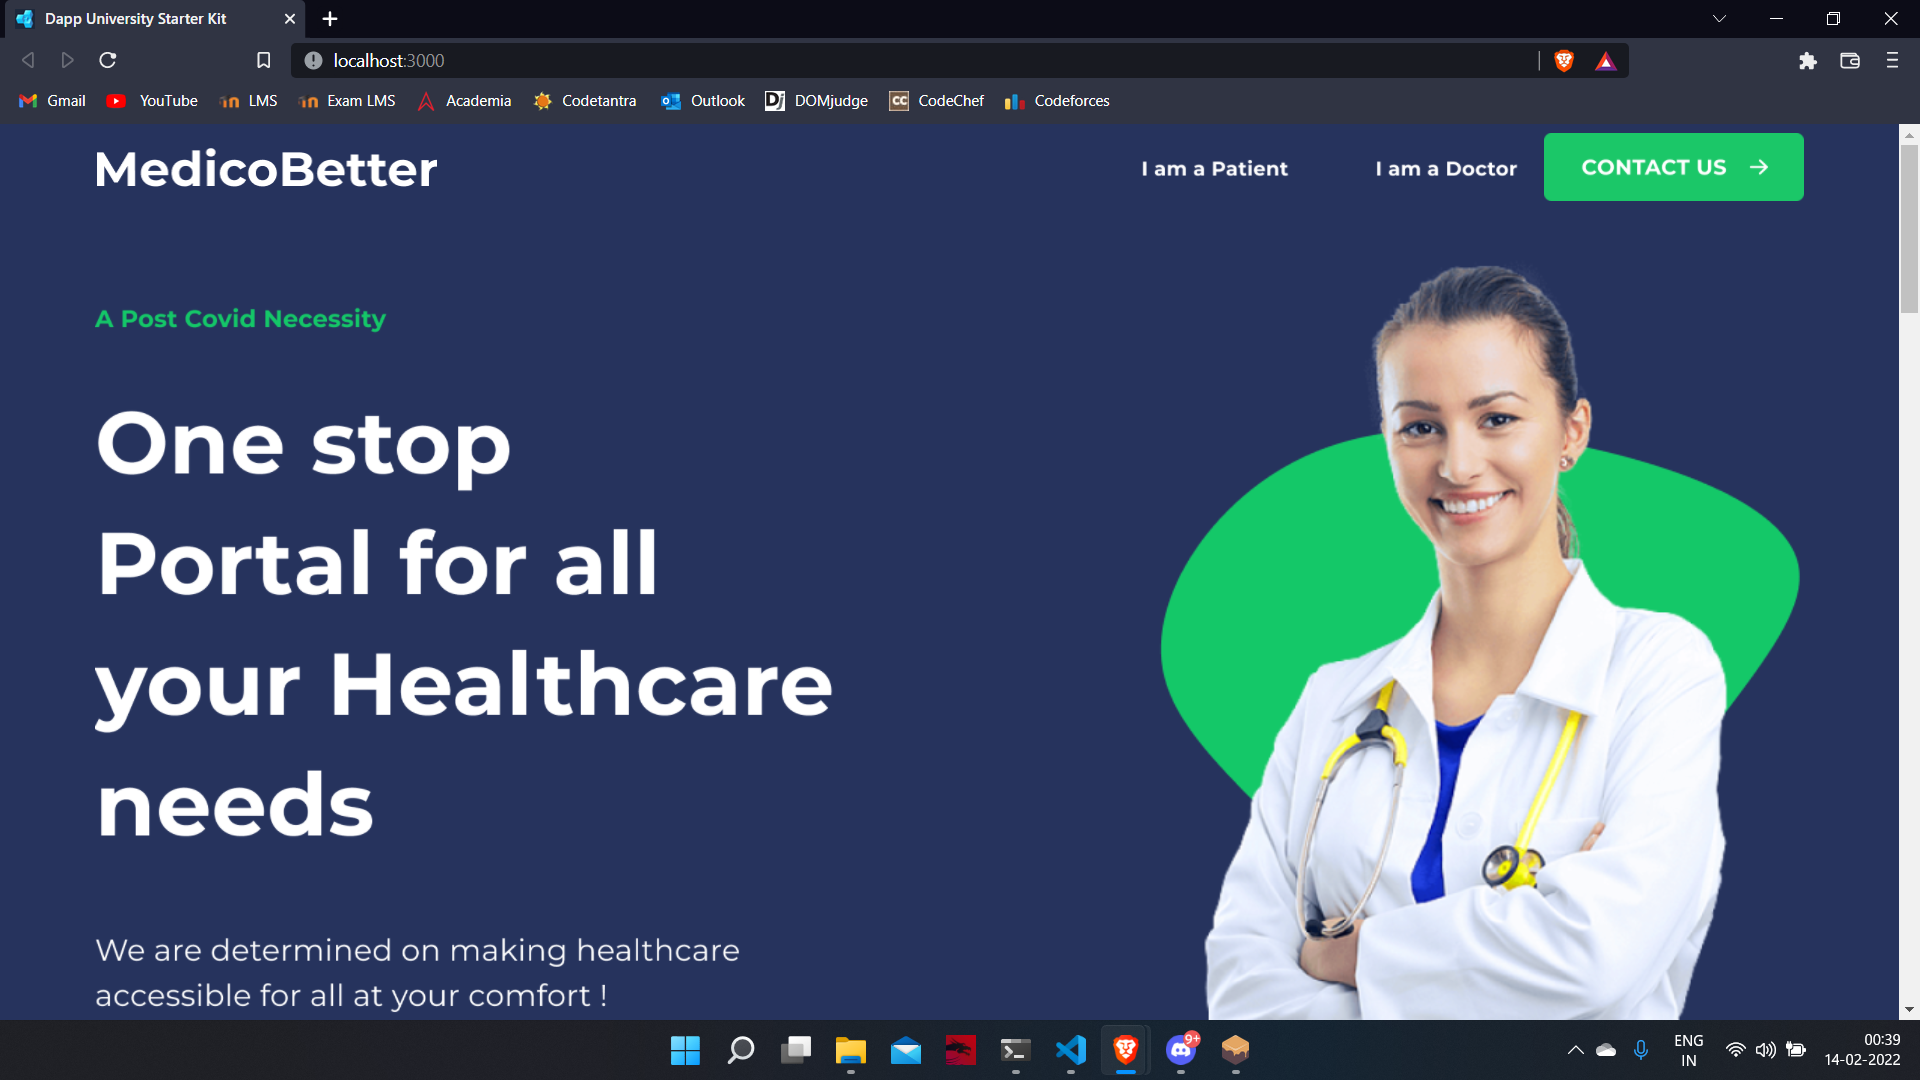 Dapp University Starter Kit
localhost:3000
Gmail YouTube LMS Exam LMS Academia Codetantra Outlook DOMjudge CodeChef Codeforces
MedicoBetter
I am a Patient I am a Doctor CONTACT US
A Post Covid Necessity
One stop
Portal for all
your Healthcare
needs
We are determined on making healthcare
accessible for all at your comfort !
9+
ENG
IN
00:39
14-02-2022